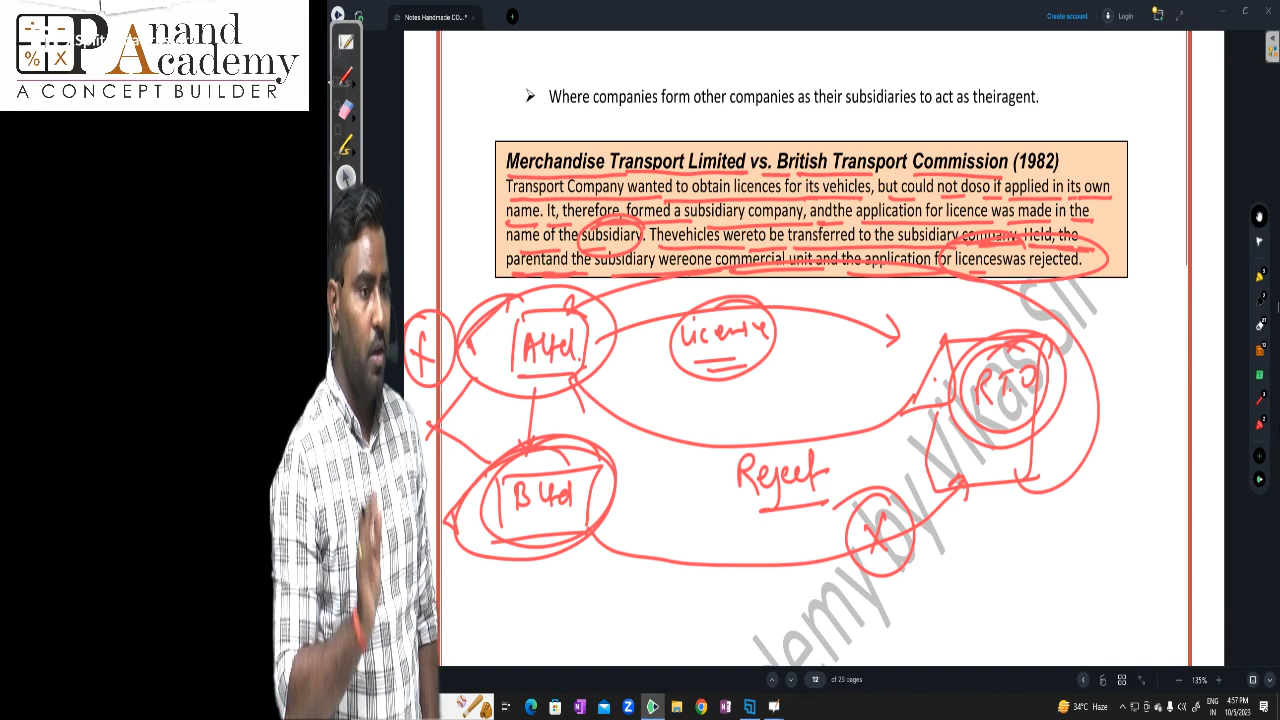 Anand
Academy
A CONCEPT BUILDER
Notes Handmade CO...*
Create account
Login
➢ Where companies form other companies as their subsidiaries to act as theiragent.
Merchandise Transport Limited vs. British Transport Commission (1982)
Transport Company wanted to obtain licences for its vehicles, but could not doso if applied in its own
name. It, therefore, formed a subsidiary company, andthe application for licence was made in the
name of the subsidiary. Thevehicles wereto be transferred to the subsidiary company. Held, the
parentand the subsidiary wereone commercial unit and the application for licenceswas rejected.
f
A Ltd.
License
R.T.O
B Ltd
Reject
X
demy by Vikas Sir
12
of 26 pages
135%
34°C Haze
ENG
IN
4:57 PM
10/5/2023